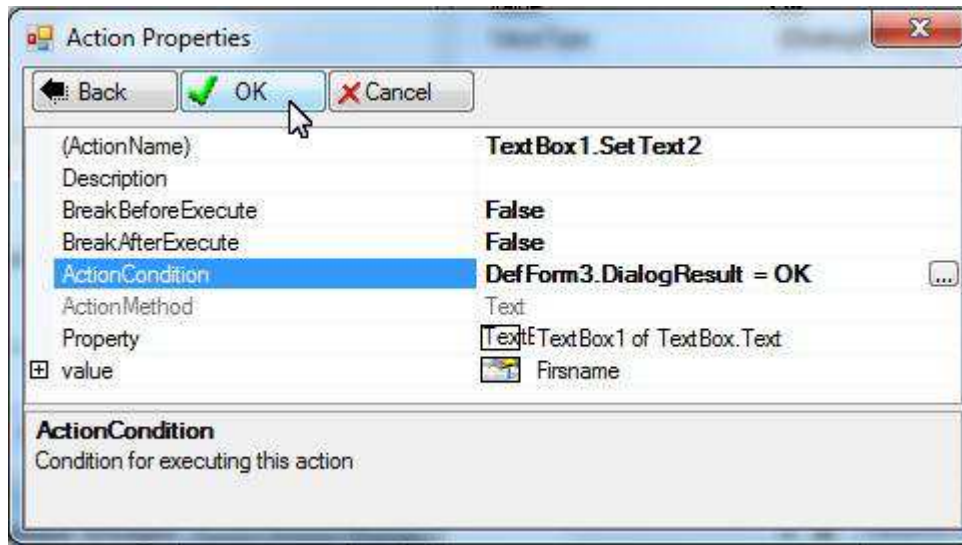 Action Properties
Back OK Cancel
(ActionName) TextBox1.SetText2
Description
BreakBeforeExecute False
BreakAfterExecute False
ActionCondition DefForm3.DialogResult = OK ...
ActionMethod Text
Property TextE TextBox1 of TextBox.Text
value Firsname
ActionCondition
Condition for executing this action